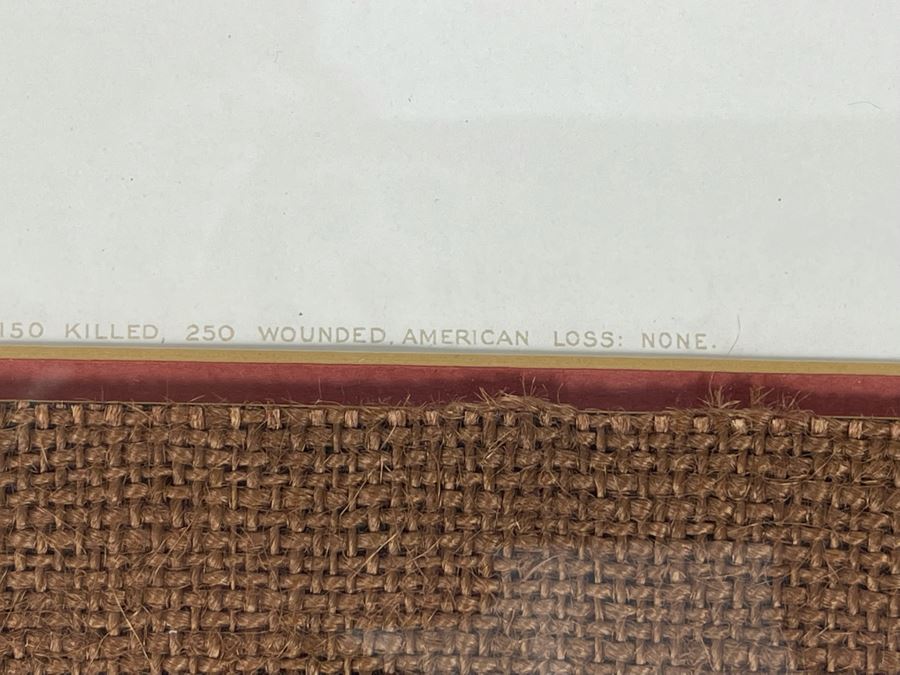 150 KILLED, 250 WOUNDED. AMERICAN LOSS: NONE.